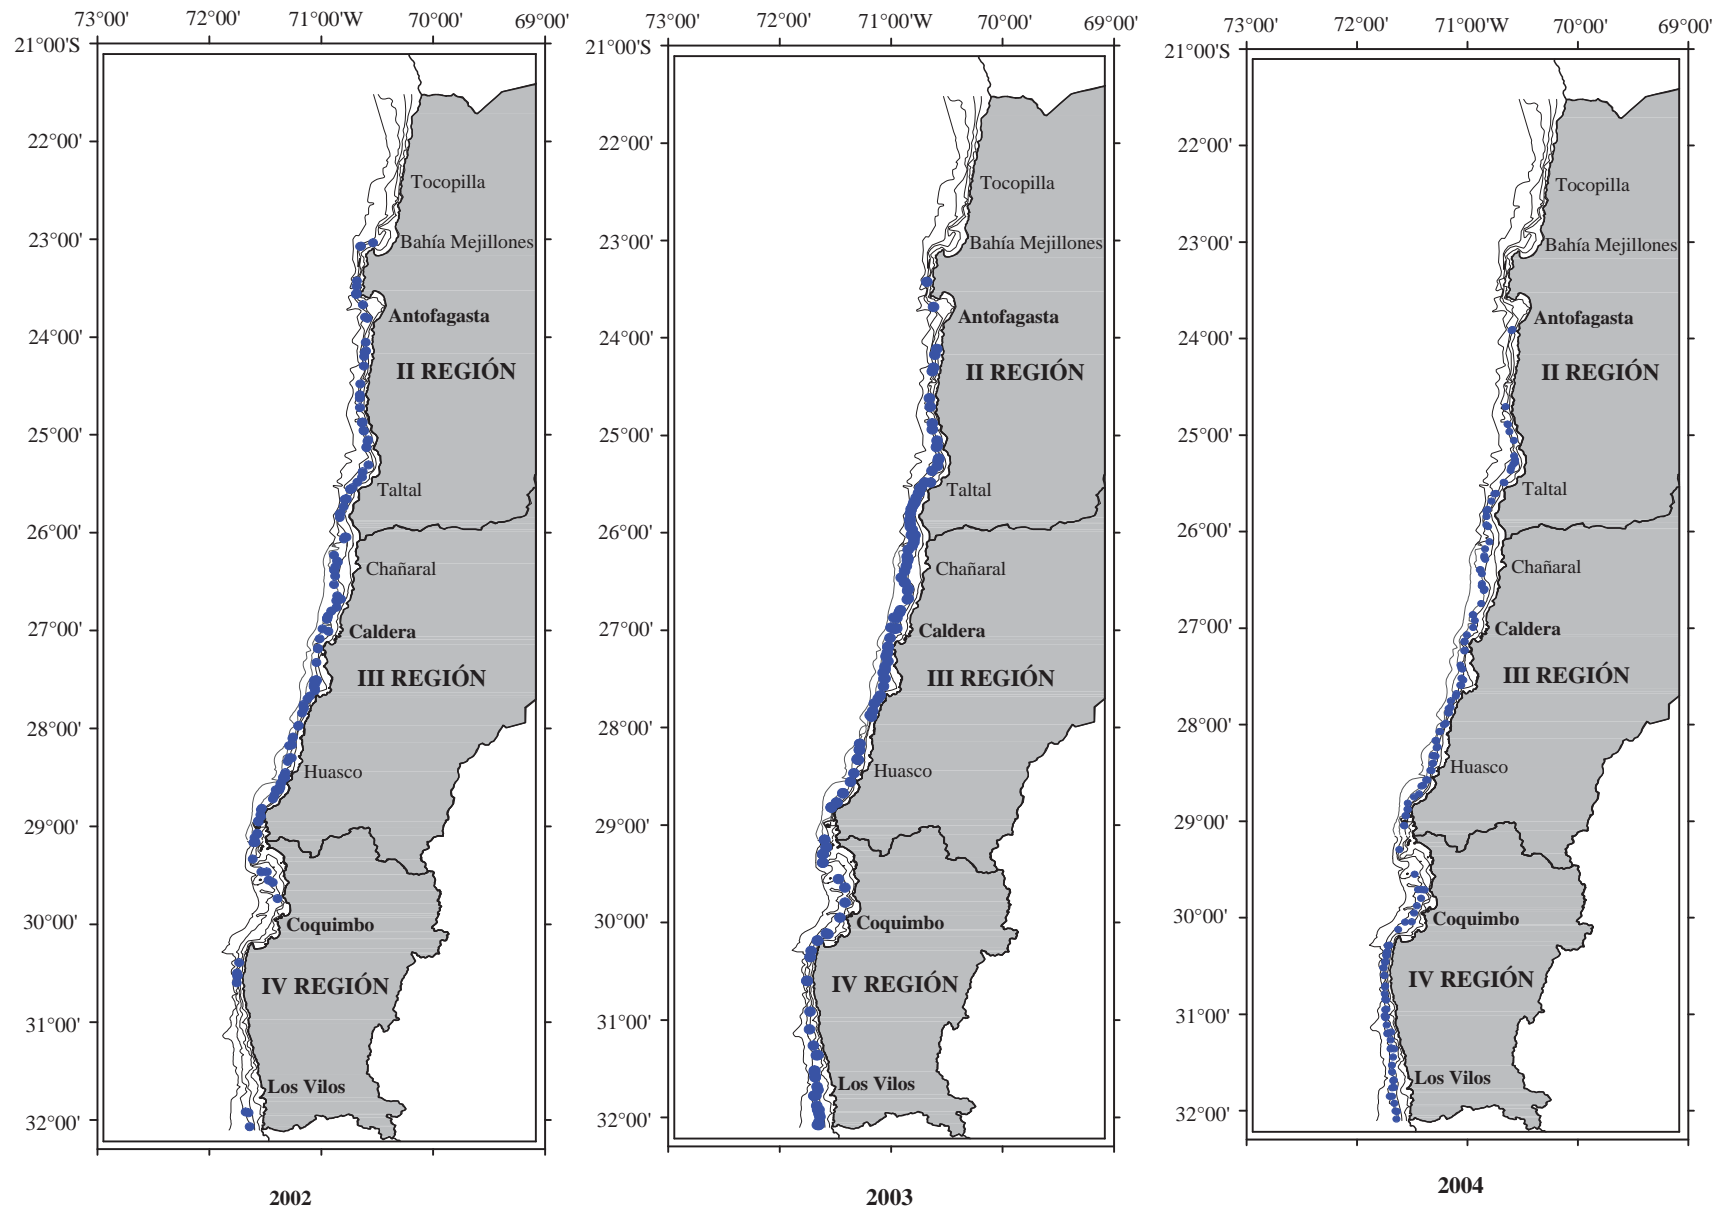 73°00' 72°00' 71°00'W 70°00' 69°00'
21°00'S
22°00'
Tocopilla
23°00'
Bahía Mejillones
Antofagasta
24°00'
II REGIÓN
25°00'
Taltal
26°00'
Chañaral
27°00'
Caldera
III REGIÓN
28°00'
Huasco
29°00'
30°00'
Coquimbo
IV REGIÓN
31°00'
Los Vilos
32°00'
2002
73°00' 72°00' 71°00'W 70°00' 69°00'
21°00'S
22°00'
Tocopilla
23°00'
Bahía Mejillones
Antofagasta
24°00'
II REGIÓN
25°00'
Taltal
26°00'
Chañaral
27°00'
Caldera
III REGIÓN
28°00'
Huasco
29°00'
30°00'
Coquimbo
IV REGIÓN
31°00'
Los Vilos
32°00'
2003
73°00' 72°00' 71°00'W 70°00' 69°00'
21°00'S
22°00'
Tocopilla
23°00'
Bahía Mejillones
Antofagasta
24°00'
II REGIÓN
25°00'
Taltal
26°00'
Chañaral
27°00'
Caldera
III REGIÓN
28°00'
Huasco
29°00'
30°00'
Coquimbo
IV REGIÓN
31°00'
Los Vilos
32°00'
2004